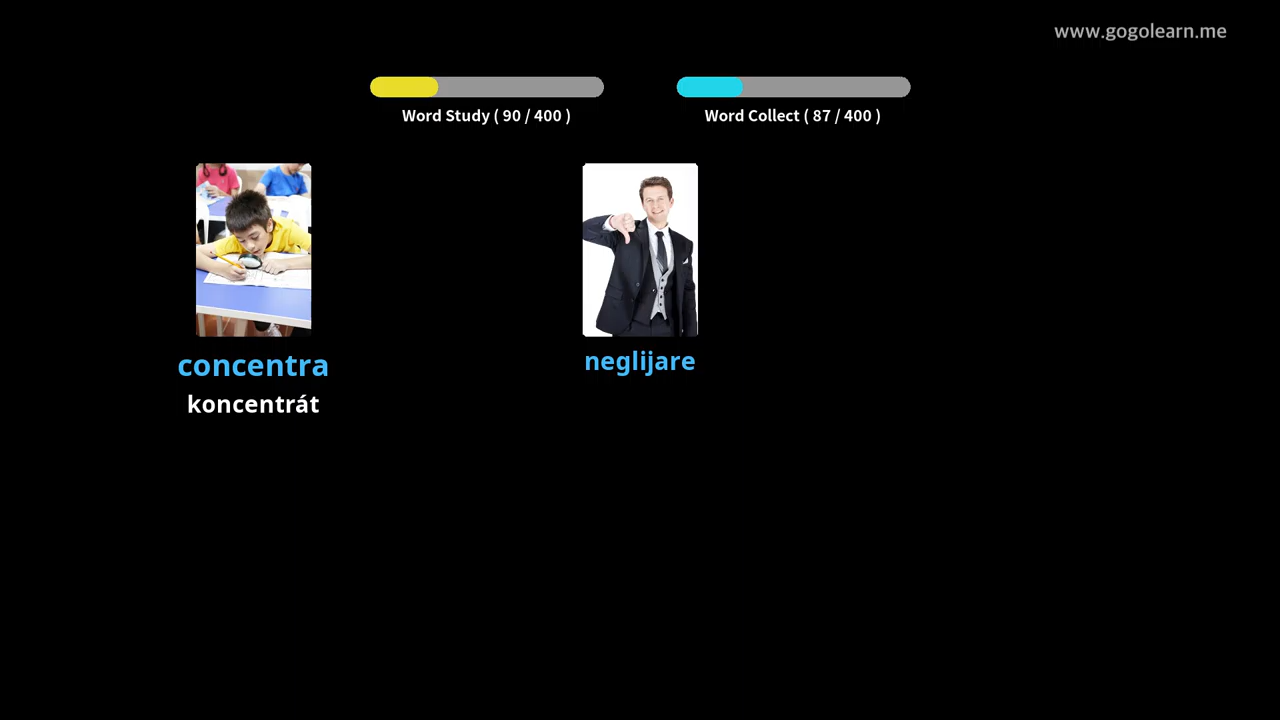 www.gogolearn.me
Word Study ( 90 / 400 )
Word Collect ( 87 / 400 )
concentra
koncentrát
neglijare